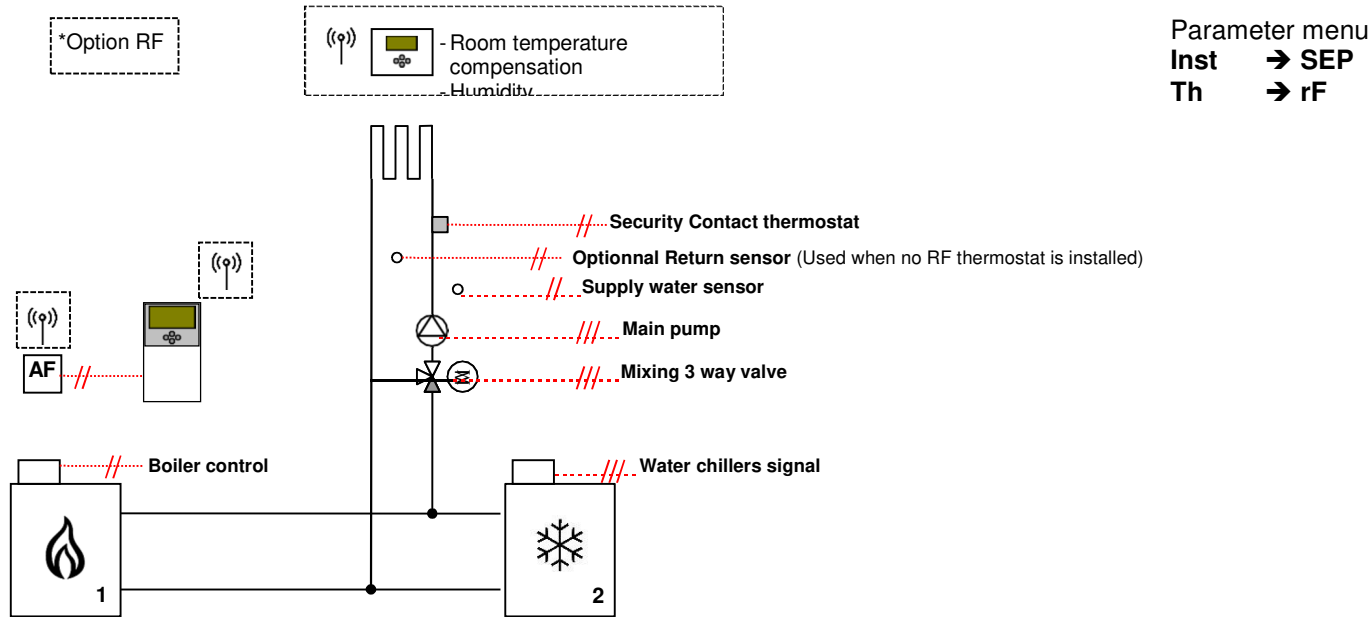 *Option RF
- Room temperature
compensation
- Humidity
Parameter menu
Inst ➔ SEP
Th ➔ rF
Security Contact thermostat
Optionnal Return sensor (Used when no RF thermostat is installed)
Supply water sensor
Main pump
AF
Mixing 3 way valve
Boiler control
Water chillers signal
1
2